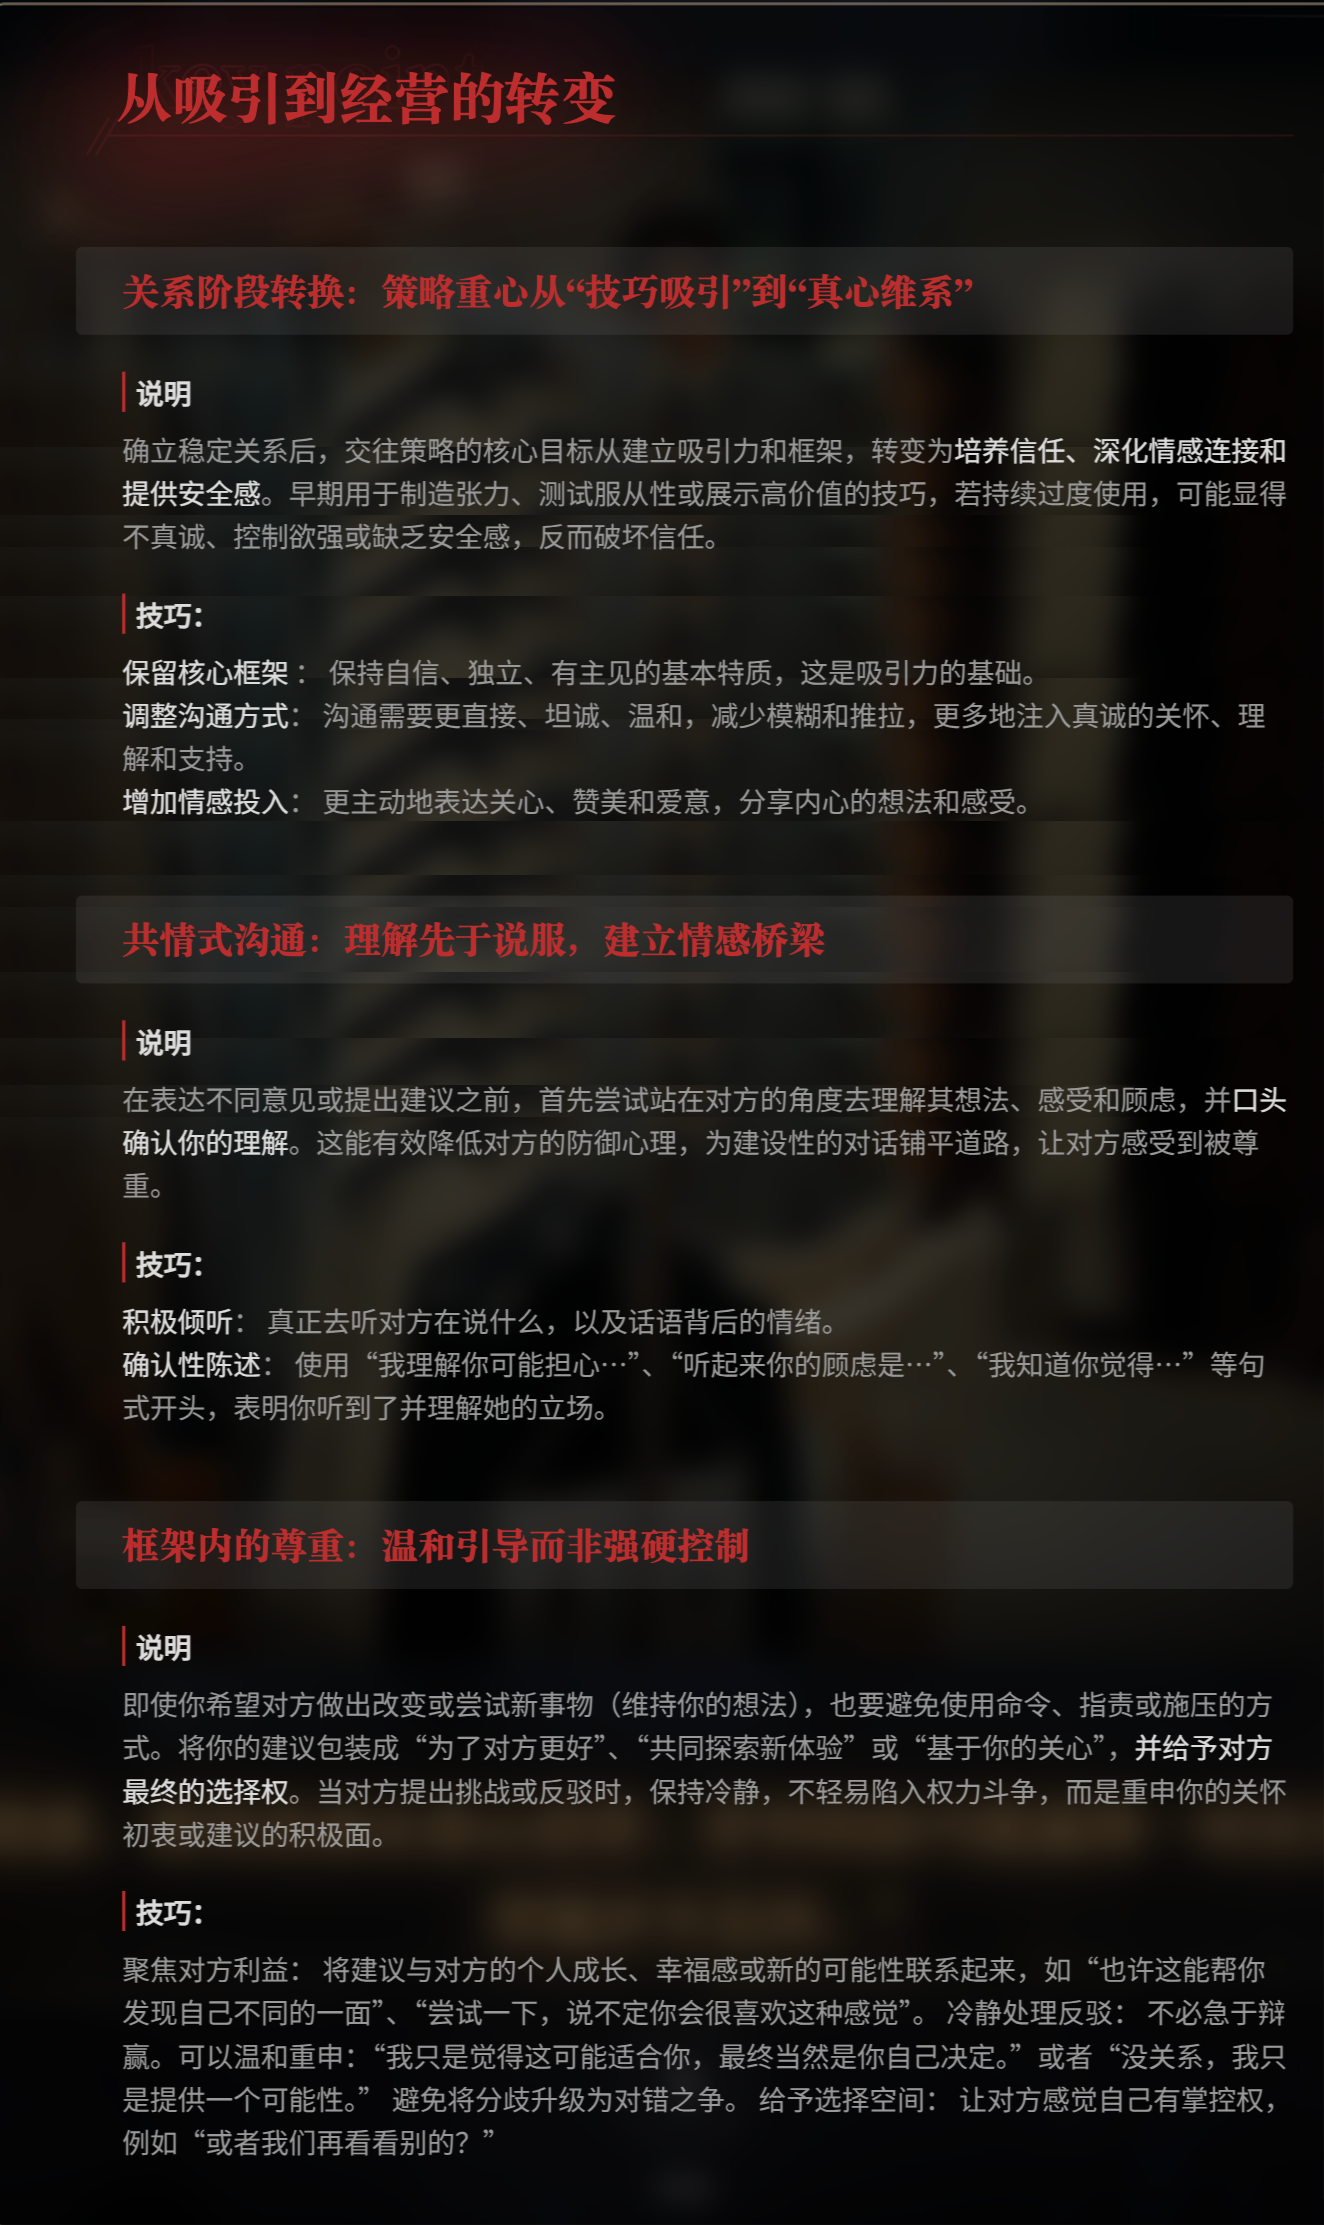 从吸引到经营的转变
关系阶段转换：策略重心从“技巧吸引”到“真心维系”
说明
确立稳定关系后，交往策略的核心目标从建立吸引力和框架，转变为培养信任、深化情感连接和
提供安全感。早期用于制造张力、测试服从性或展示高价值的技巧，若持续过度使用，可能显得
不真诚、控制欲强或缺乏安全感，反而破坏信任。
技巧：
保留核心框架 ： 保持自信、独立、有主见的基本特质，这是吸引力的基础。
调整沟通方式： 沟通需要更直接、坦诚、温和，减少模糊和推拉，更多地注入真诚的关怀、理
解和支持。
增加情感投入： 更主动地表达关心、赞美和爱意，分享内心的想法和感受。
共情式沟通：理解先于说服，建立情感桥梁
说明
在表达不同意见或提出建议之前，首先尝试站在对方的角度去理解其想法、感受和顾虑，并口头
确认你的理解。这能有效降低对方的防御心理，为建设性的对话铺平道路，让对方感受到被尊
重。
技巧：
积极倾听： 真正去听对方在说什么，以及话语背后的情绪。
确认性陈述： 使用“我理解你可能担心…”、“听起来你的顾虑是…”、“我知道你觉得…”等句
式开头，表明你听到了并理解她的立场。
框架内的尊重：温和引导而非强硬控制
说明
即使你希望对方做出改变或尝试新事物（维持你的想法），也要避免使用命令、指责或施压的方
式。将你的建议包装成“为了对方更好”、“共同探索新体验”或“基于你的关心”，并给予对方
最终的选择权。当对方提出挑战或反驳时，保持冷静，不轻易陷入权力斗争，而是重申你的关怀
初衷或建议的积极面。
技巧：
聚焦对方利益： 将建议与对方的个人成长、幸福感或新的可能性联系起来，如“也许这能帮你
发现自己不同的一面”、“尝试一下，说不定你会很喜欢这种感觉”。 冷静处理反驳： 不必急于辩
赢。可以温和重申：“我只是觉得这可能适合你，最终当然是你自己决定。”或者“没关系，我只
是提供一个可能性。” 避免将分歧升级为对错之争。 给予选择空间： 让对方感觉自己有掌控权，
例如“或者我们再看看别的？”